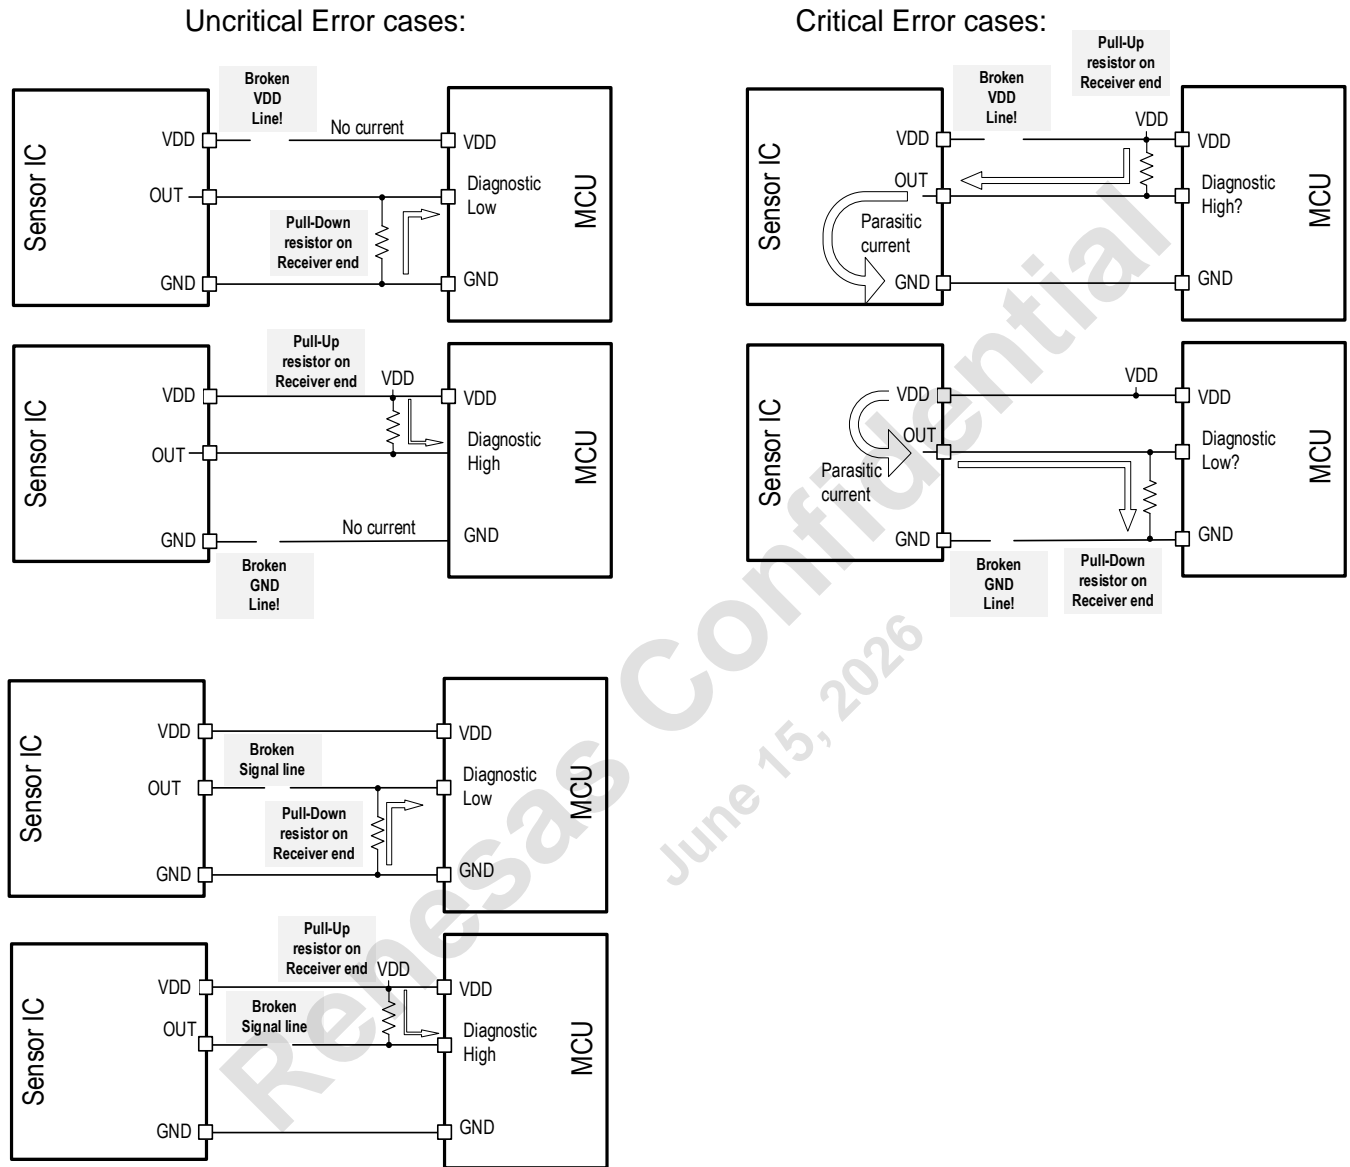 Uncritical Error cases:
Broken
VDD
Line!
No current
VDD
VDD
OUT
Diagnostic
Low
Pull-Down
resistor on
Receiver end
GND
GND
Sensor IC
MCU
Pull-Up
resistor on
Receiver end
VDD
VDD
VDD
OUT
Diagnostic
High
No current
GND
GND
Broken
GND
Line!
Sensor IC
MCU
VDD
VDD
Broken
Signal line
OUT
Diagnostic
Low
Pull-Down
resistor on
Receiver end
GND
GND
Sensor IC
MCU
Pull-Up
resistor on
Receiver end
VDD
VDD
VDD
Broken
Signal line
OUT
Diagnostic
High
GND
GND
Sensor IC
MCU
Critical Error cases:
Pull-Up
resistor on
Receiver end
Broken
VDD
Line!
VDD
VDD
VDD
OUT
Diagnostic
High?
Parasitic
current
GND
GND
Sensor IC
MCU
VDD
VDD
VDD
OUT
Diagnostic
Low?
Parasitic
current
GND
GND
Broken
GND
Line!
Pull-Down
resistor on
Receiver end
Sensor IC
MCU
Renesas Confidential
June 15, 2026